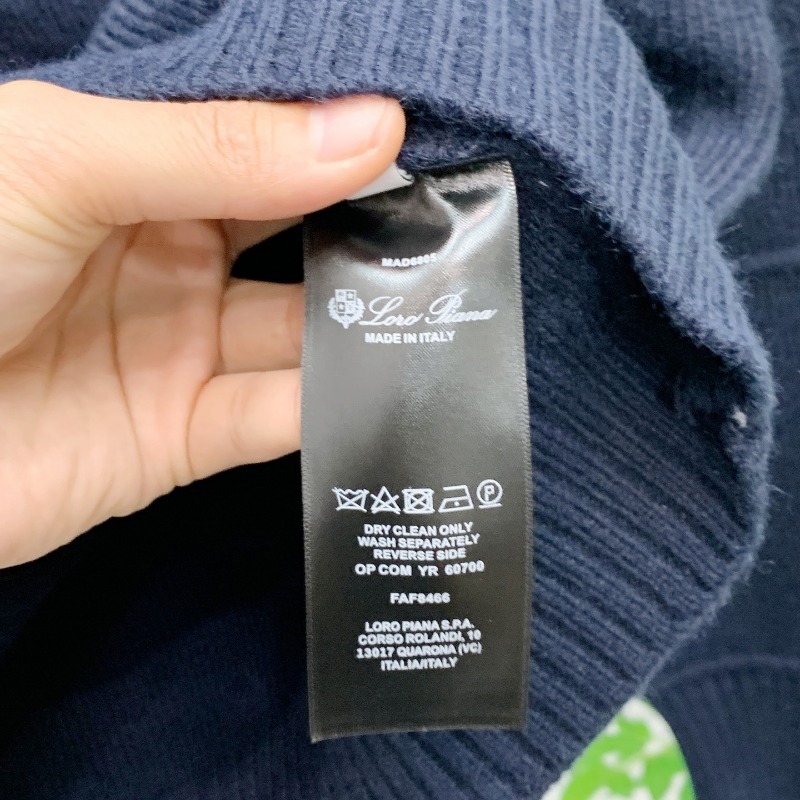 MAD6805
Loro Piana
MADE IN ITALY
DRY CLEAN ONLY
WASH SEPARATELY
REVERSE SIDE
OP COM YR 60700
FAF8466
LORO PIANA S.P.A.
CORSO ROLANDI, 10
13017 QUARONA (VC)
ITALIA/ITALY